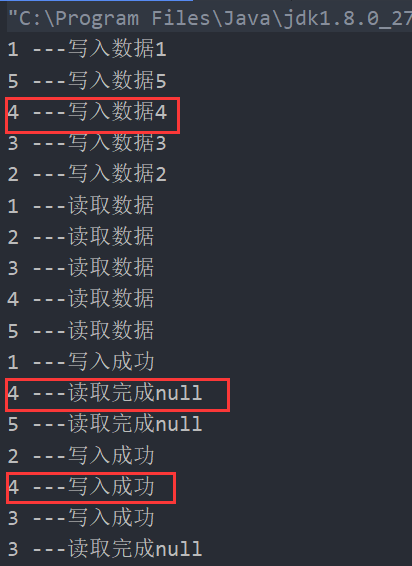 "C:\Program Files\Java\jdk1.8.0_27
1 ---写入数据1
5 ---写入数据5
4 ---写入数据4
3 ---写入数据3
2 ---写入数据2
1 ---读取数据
2 ---读取数据
3 ---读取数据
4 ---读取数据
5 ---读取数据
1 ---写入成功
4 ---读取完成null
5 ---读取完成null
2 ---写入成功
4 ---写入成功
3 ---写入成功
3 ---读取完成null